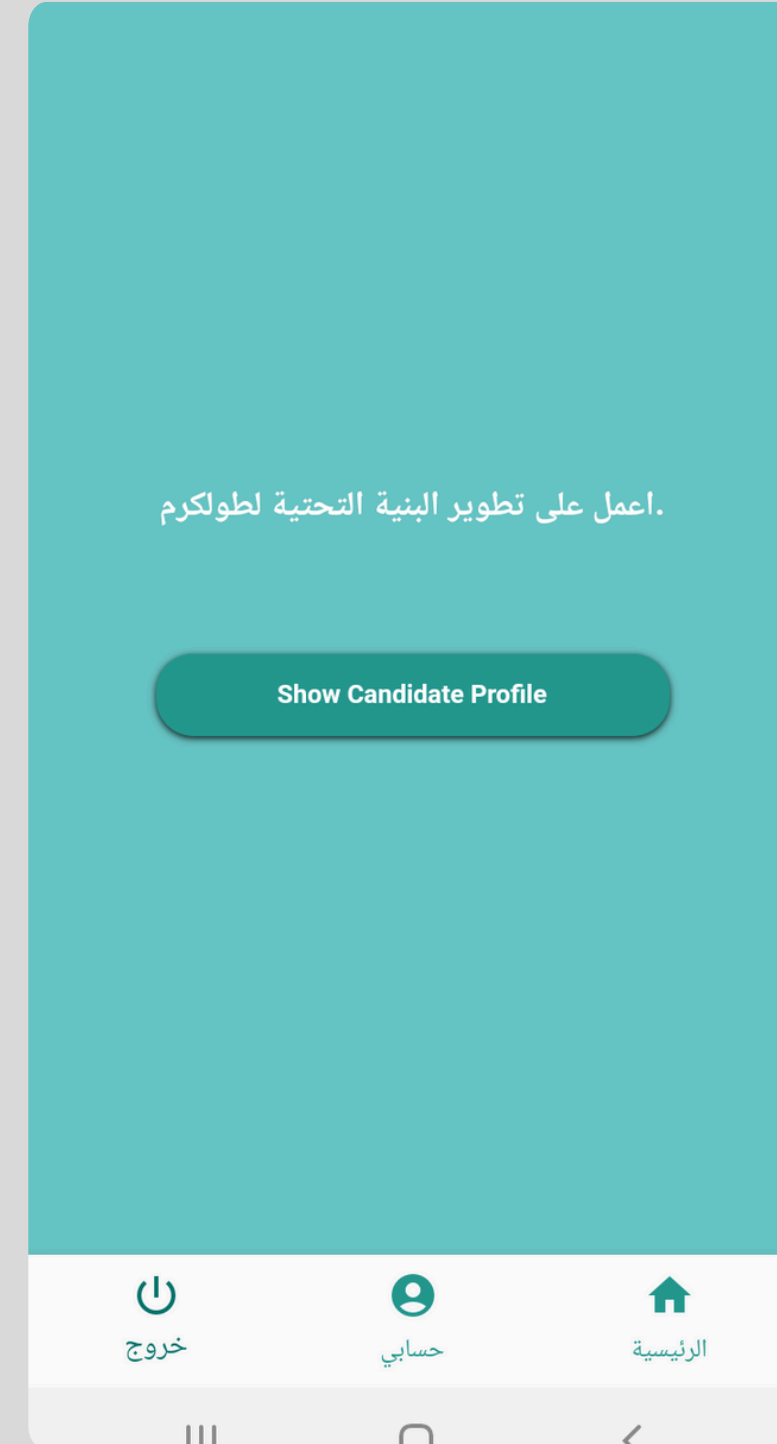 .اعمل على تطوير البنية التحتية لطولكرم
Show Candidate Profile
الرئيسية
حسابي
خروج